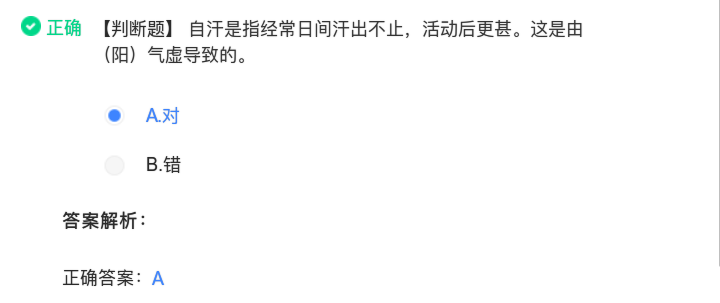 正确 【判断题】 自汗是指经常日间汗出不止，活动后更甚。这是由
（阳）气虚导致的。
A.对
B.错
答案解析：
正确答案：A